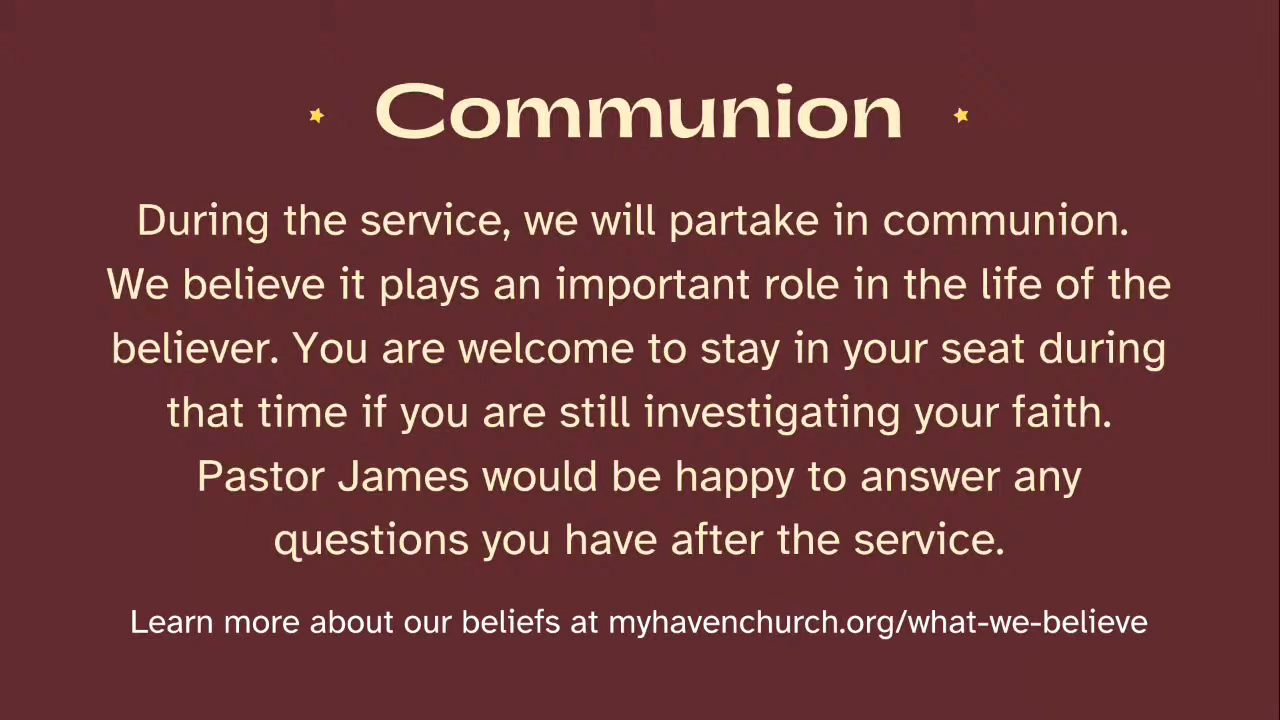 Communion
During the service, we will partake in communion.
We believe it plays an important role in the life of the
believer. You are welcome to stay in your seat during
that time if you are still investigating your faith.
Pastor James would be happy to answer any
questions you have after the service.
Learn more about our beliefs at myhavenchurch.org/what-we-believe